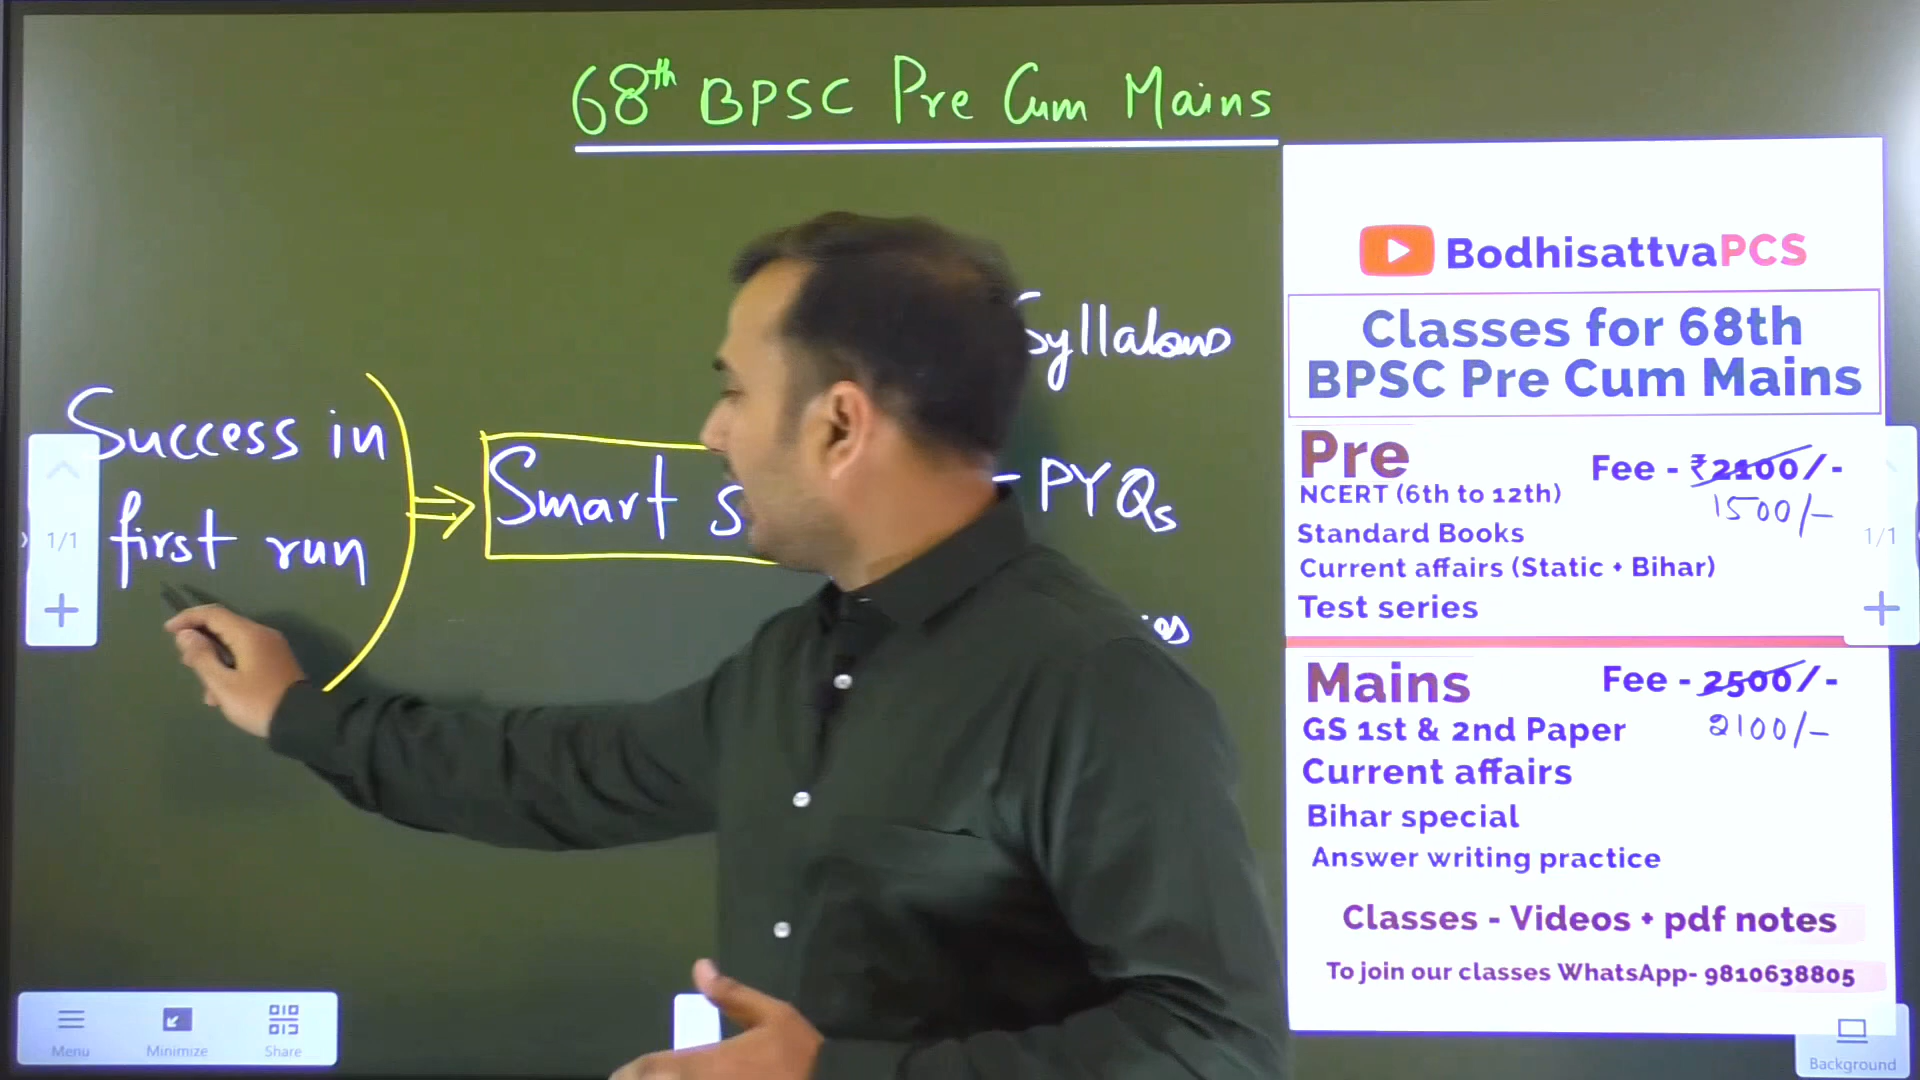 68th BPSC Pre Cum Mains
Success in
first run
Smart
Syllabus
- PYQs
BodhisattvaPCS
Classes for 68th
BPSC Pre Cum Mains
Pre
Fee - ₹2100/-
1500/-
NCERT (6th to 12th)
Standard Books
Current affairs (Static + Bihar)
Test series
Mains
Fee - 2500/-
2100/-
GS 1st & 2nd Paper
Current affairs
Bihar special
Answer writing practice
Classes - Videos + pdf notes
To join our classes WhatsApp- 9810638805
1/1
1/1
Menu
Minimize
Share
Background